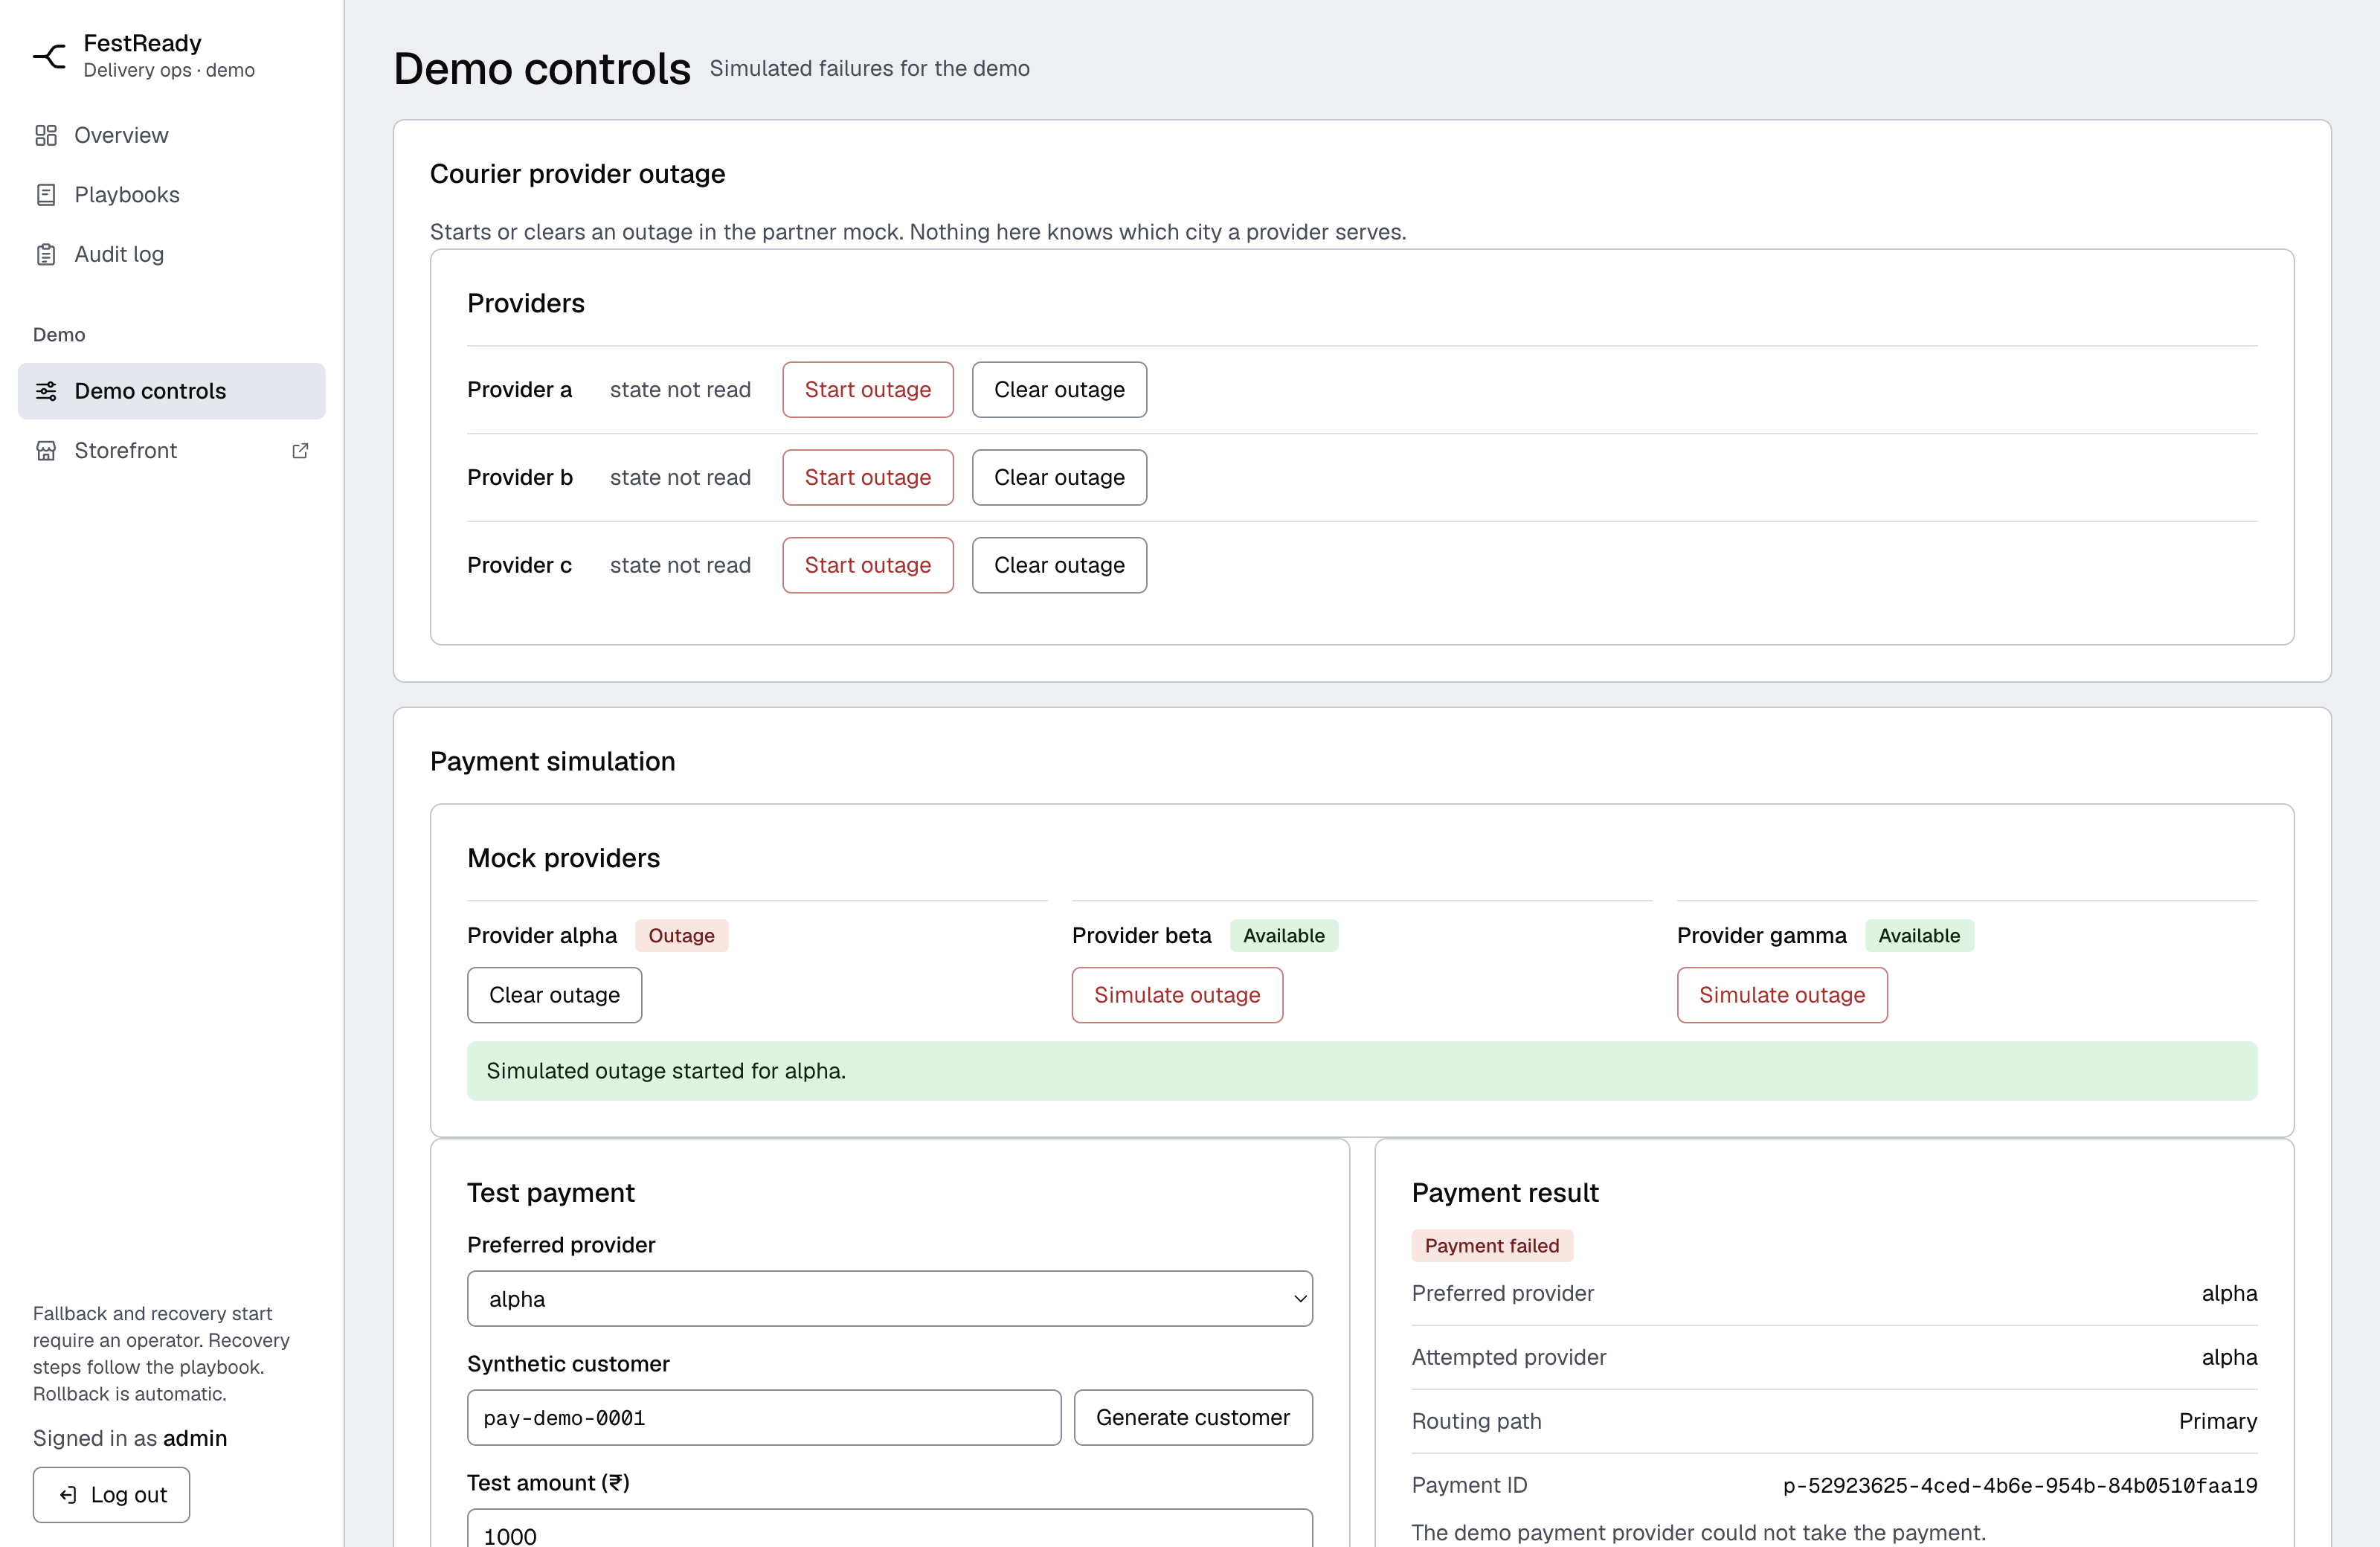 FestReady
Delivery ops · demo
Overview
Playbooks
Audit log
Demo
Demo controls
Storefront
Fallback and recovery start
require an operator. Recovery
steps follow the playbook.
Rollback is automatic.
Signed in as admin
Log out
Demo controls Simulated failures for the demo
Courier provider outage
Starts or clears an outage in the partner mock. Nothing here knows which city a provider serves.
Providers
Provider a state not read Start outage Clear outage
Provider b state not read Start outage Clear outage
Provider c state not read Start outage Clear outage
Payment simulation
Mock providers
Provider alpha Outage
Clear outage
Provider beta Available
Simulate outage
Provider gamma Available
Simulate outage
Simulated outage started for alpha.
Test payment
Preferred provider
alpha
Synthetic customer
pay-demo-0001 Generate customer
Test amount (₹)
1000
Payment result
Payment failed
Preferred provider alpha
Attempted provider alpha
Routing path Primary
Payment ID p-52923625-4ced-4b6e-954b-84b0510faa19
The demo payment provider could not take the payment.